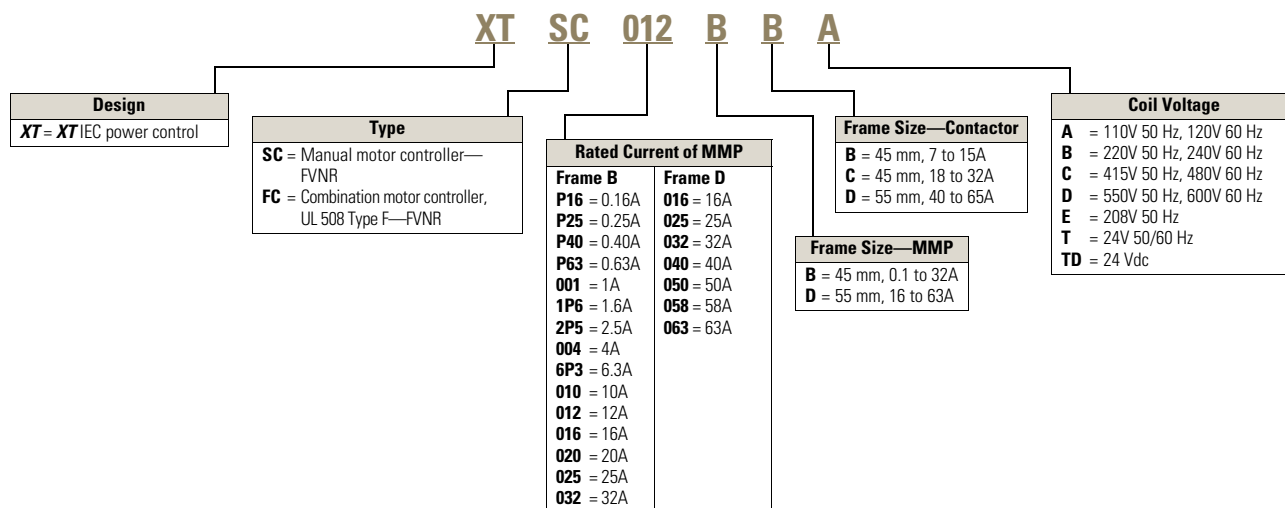 XT SC 012 B B A
Design
XT = XT IEC power control
Type
SC = Manual motor controller—
FVNR
FC = Combination motor controller,
UL 508 Type F—FVNR
Rated Current of MMP
Frame B
P16 = 0.16A
P25 = 0.25A
P40 = 0.40A
P63 = 0.63A
001 = 1A
1P6 = 1.6A
2P5 = 2.5A
004 = 4A
6P3 = 6.3A
010 = 10A
012 = 12A
016 = 16A
020 = 20A
025 = 25A
032 = 32A
Frame D
016 = 16A
025 = 25A
032 = 32A
040 = 40A
050 = 50A
058 = 58A
063 = 63A
Frame Size—MMP
B = 45 mm, 0.1 to 32A
D = 55 mm, 16 to 63A
Frame Size—Contactor
B = 45 mm, 7 to 15A
C = 45 mm, 18 to 32A
D = 55 mm, 40 to 65A
Coil Voltage
A = 110V 50 Hz, 120V 60 Hz
B = 220V 50 Hz, 240V 60 Hz
C = 415V 50 Hz, 480V 60 Hz
D = 550V 50 Hz, 600V 60 Hz
E = 208V 50 Hz
T = 24V 50/60 Hz
TD = 24 Vdc